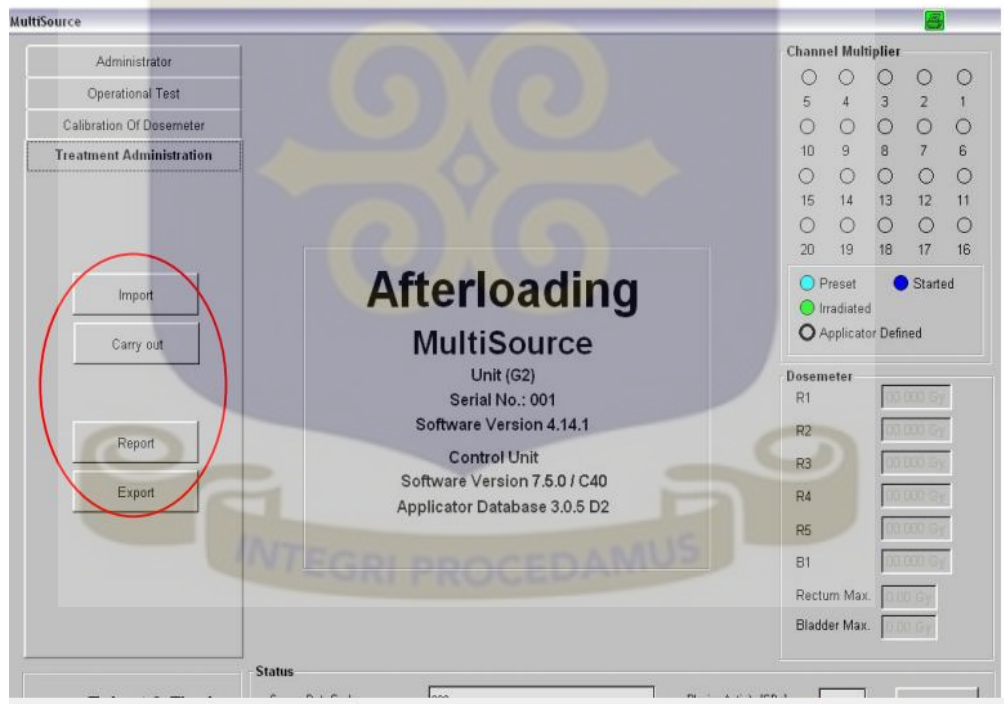 MultiSource
Administrator
Operational Test
Calibration Of Dosemeter
Treatment Administration
Import
Carry out
Report
Export
Afterloading
MultiSource
Unit (G2)
Serial No.: 001
Software Version 4.14.1
Control Unit
Software Version 7.5.0 / C40
Applicator Database 3.0.5 D2
INTEGRI PROCEDAMUS
Channel Multiplier
5 4 3 2 1
10 9 8 7 6
15 14 13 12 11
20 19 18 17 16
Preset Started
Irradiated
Applicator Defined
Dosemeter
R1 00.000 Gy
R2 00.000 Gy
R3 00.000 Gy
R4 00.000 Gy
R5 00.000 Gy
B1 00.000 Gy
Rectum Max. 0.00 Gy
Bladder Max. 0.00 Gy
Status